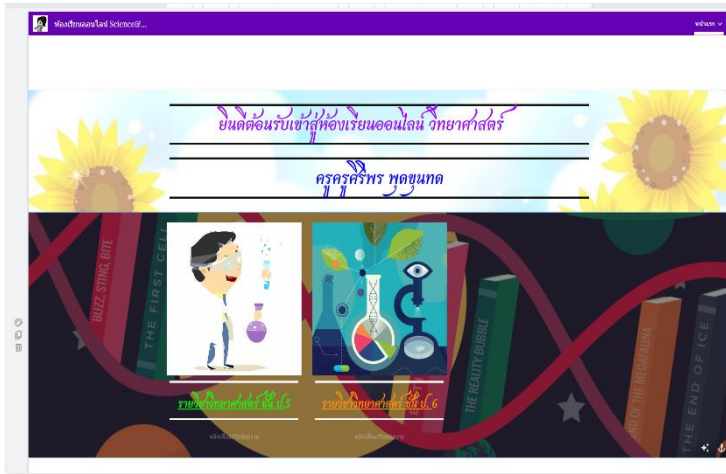 ห้องเรียนออนไลน์ Science&...
หน้าแรก
ยินดีต้อนรับเข้าสู่ห้องเรียนออนไลน์ วิทยาศาสตร์
ครูครูศิริพร พุดขุนทด
BUZZ, STING, BITE
THE FIRST CELL
THE REALITY BUBBLE
END OF THE MEGAFAUNA
THE END OF ICE
รายวิชาวิทยาศาสตร์ ชั้น ป.5
รายวิชาวิทยาศาสตร์ ชั้น ป. 6